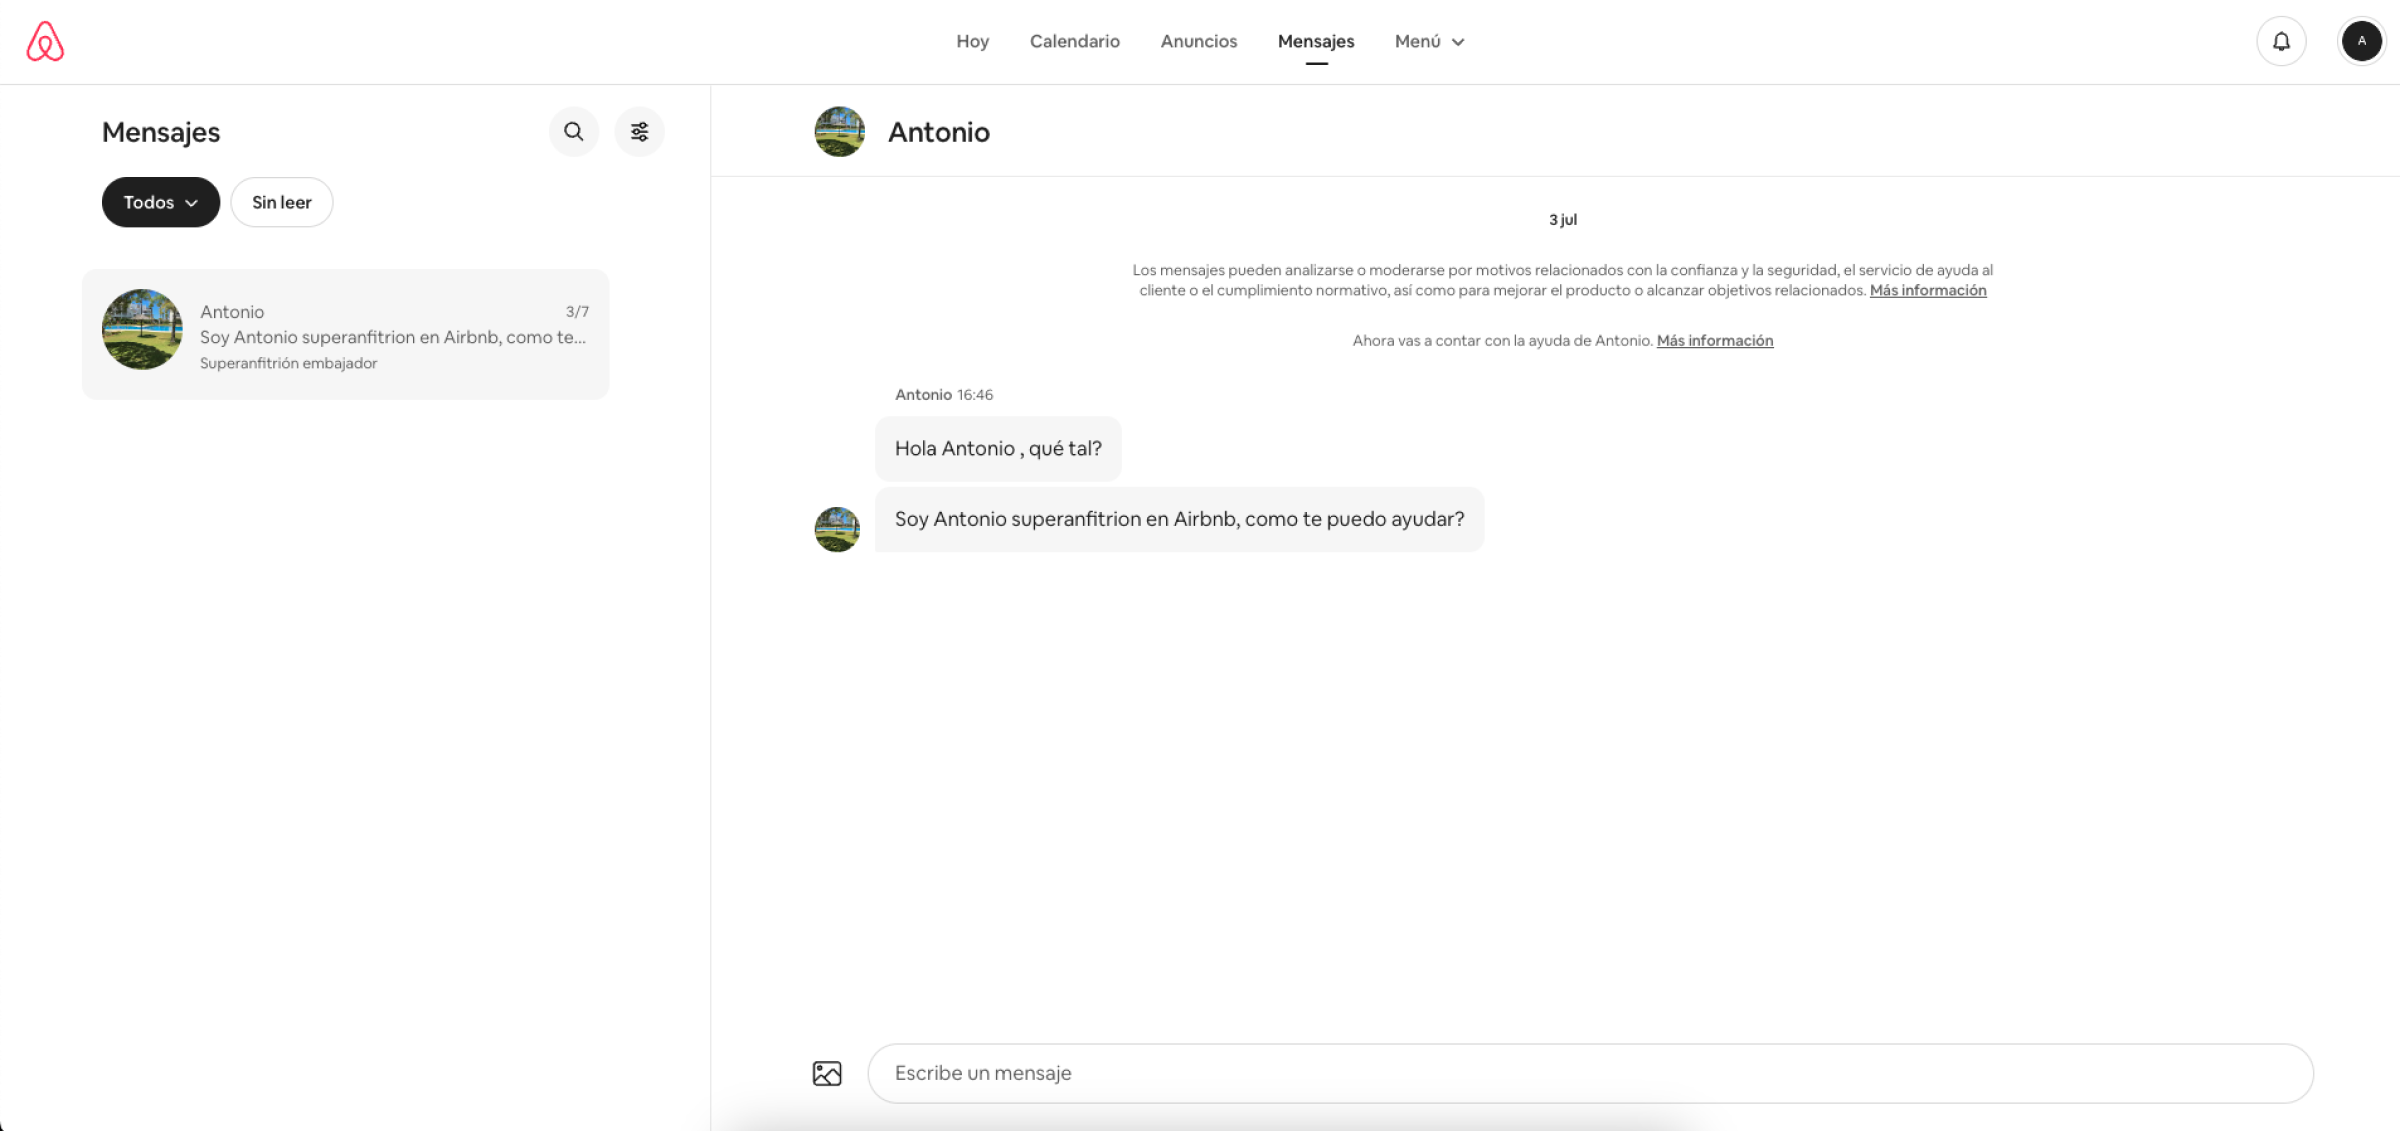 Hoy
Calendario
Anuncios
Mensajes
Menú
A
Mensajes
Todos
Sin leer
Antonio
3/7
Soy Antonio superanfitrion en Airbnb, como te...
Superanfitrión embajador
Antonio
3 jul
Los mensajes pueden analizarse o moderarse por motivos relacionados con la confianza y la seguridad, el servicio de ayuda al
cliente o el cumplimiento normativo, así como para mejorar el producto o alcanzar objetivos relacionados. Más información
Ahora vas a contar con la ayuda de Antonio. Más información
Antonio 16:46
Hola Antonio , qué tal?
Soy Antonio superanfitrion en Airbnb, como te puedo ayudar?
Escribe un mensaje